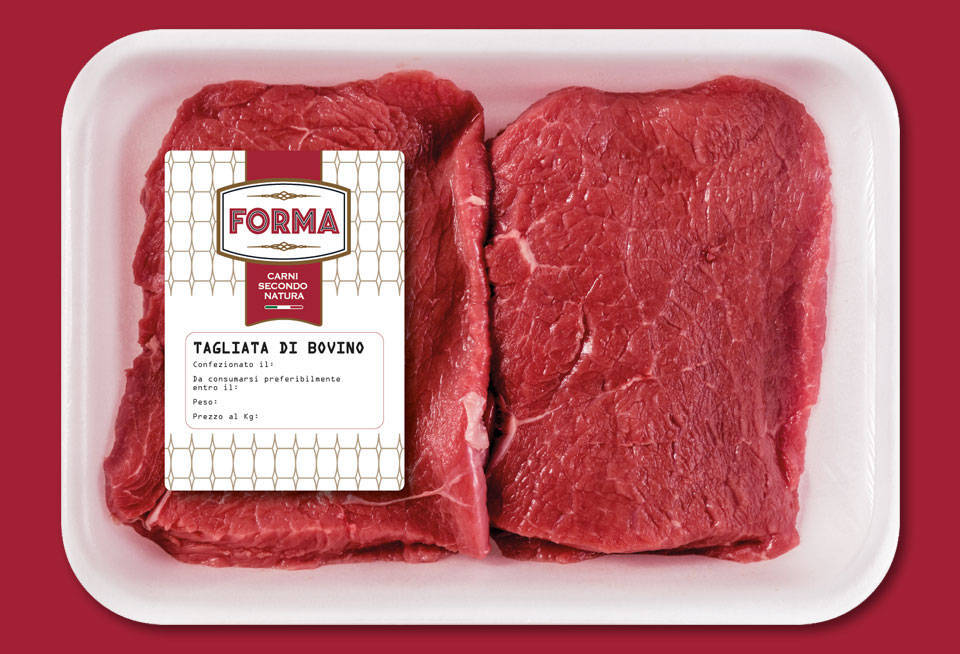 FORMA
CARNI
SECONDO
NATURA
TAGLIATA DI BOVINO
Confezionato il:
Da consumarsi preferibilmente
entro il:
Peso:
Prezzo al Kg: